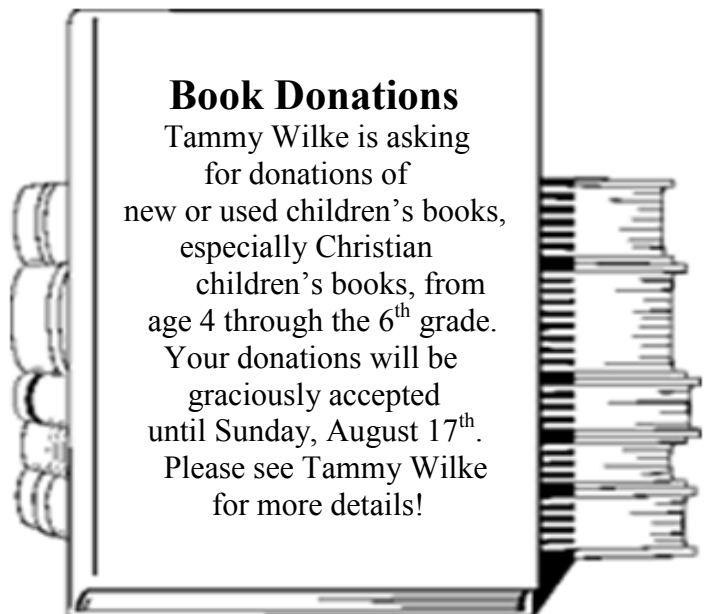 Book Donations
Tammy Wilke is asking
for donations of
new or used children’s books,
especially Christian
children’s books, from
age 4 through the 6th grade.
Your donations will be
graciously accepted
until Sunday, August 17th.
Please see Tammy Wilke
for more details!